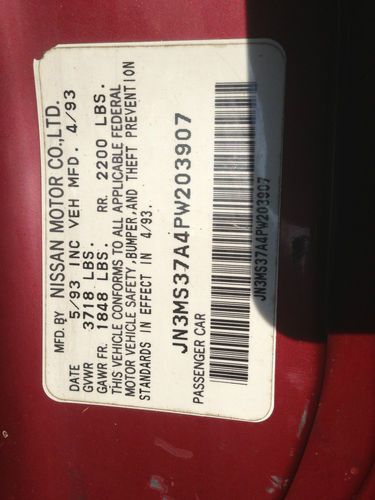 MFD. BY NISSAN MOTOR CO., LTD.
DATE 5/93 INC VEH MFD. 4/93
GVWR 3718 LBS.
GAWR FR. 1848 LBS. RR. 2200 LBS.
THIS VEHICLE CONFORMS TO ALL APPLICABLE FEDERAL
MOTOR VEHICLE SAFETY, BUMPER, AND THEFT PREVENTION
STANDARDS IN EFFECT IN 4/93.
JN3MS37A4PW203907
PASSENGER CAR
JN3MS37A4PW203907